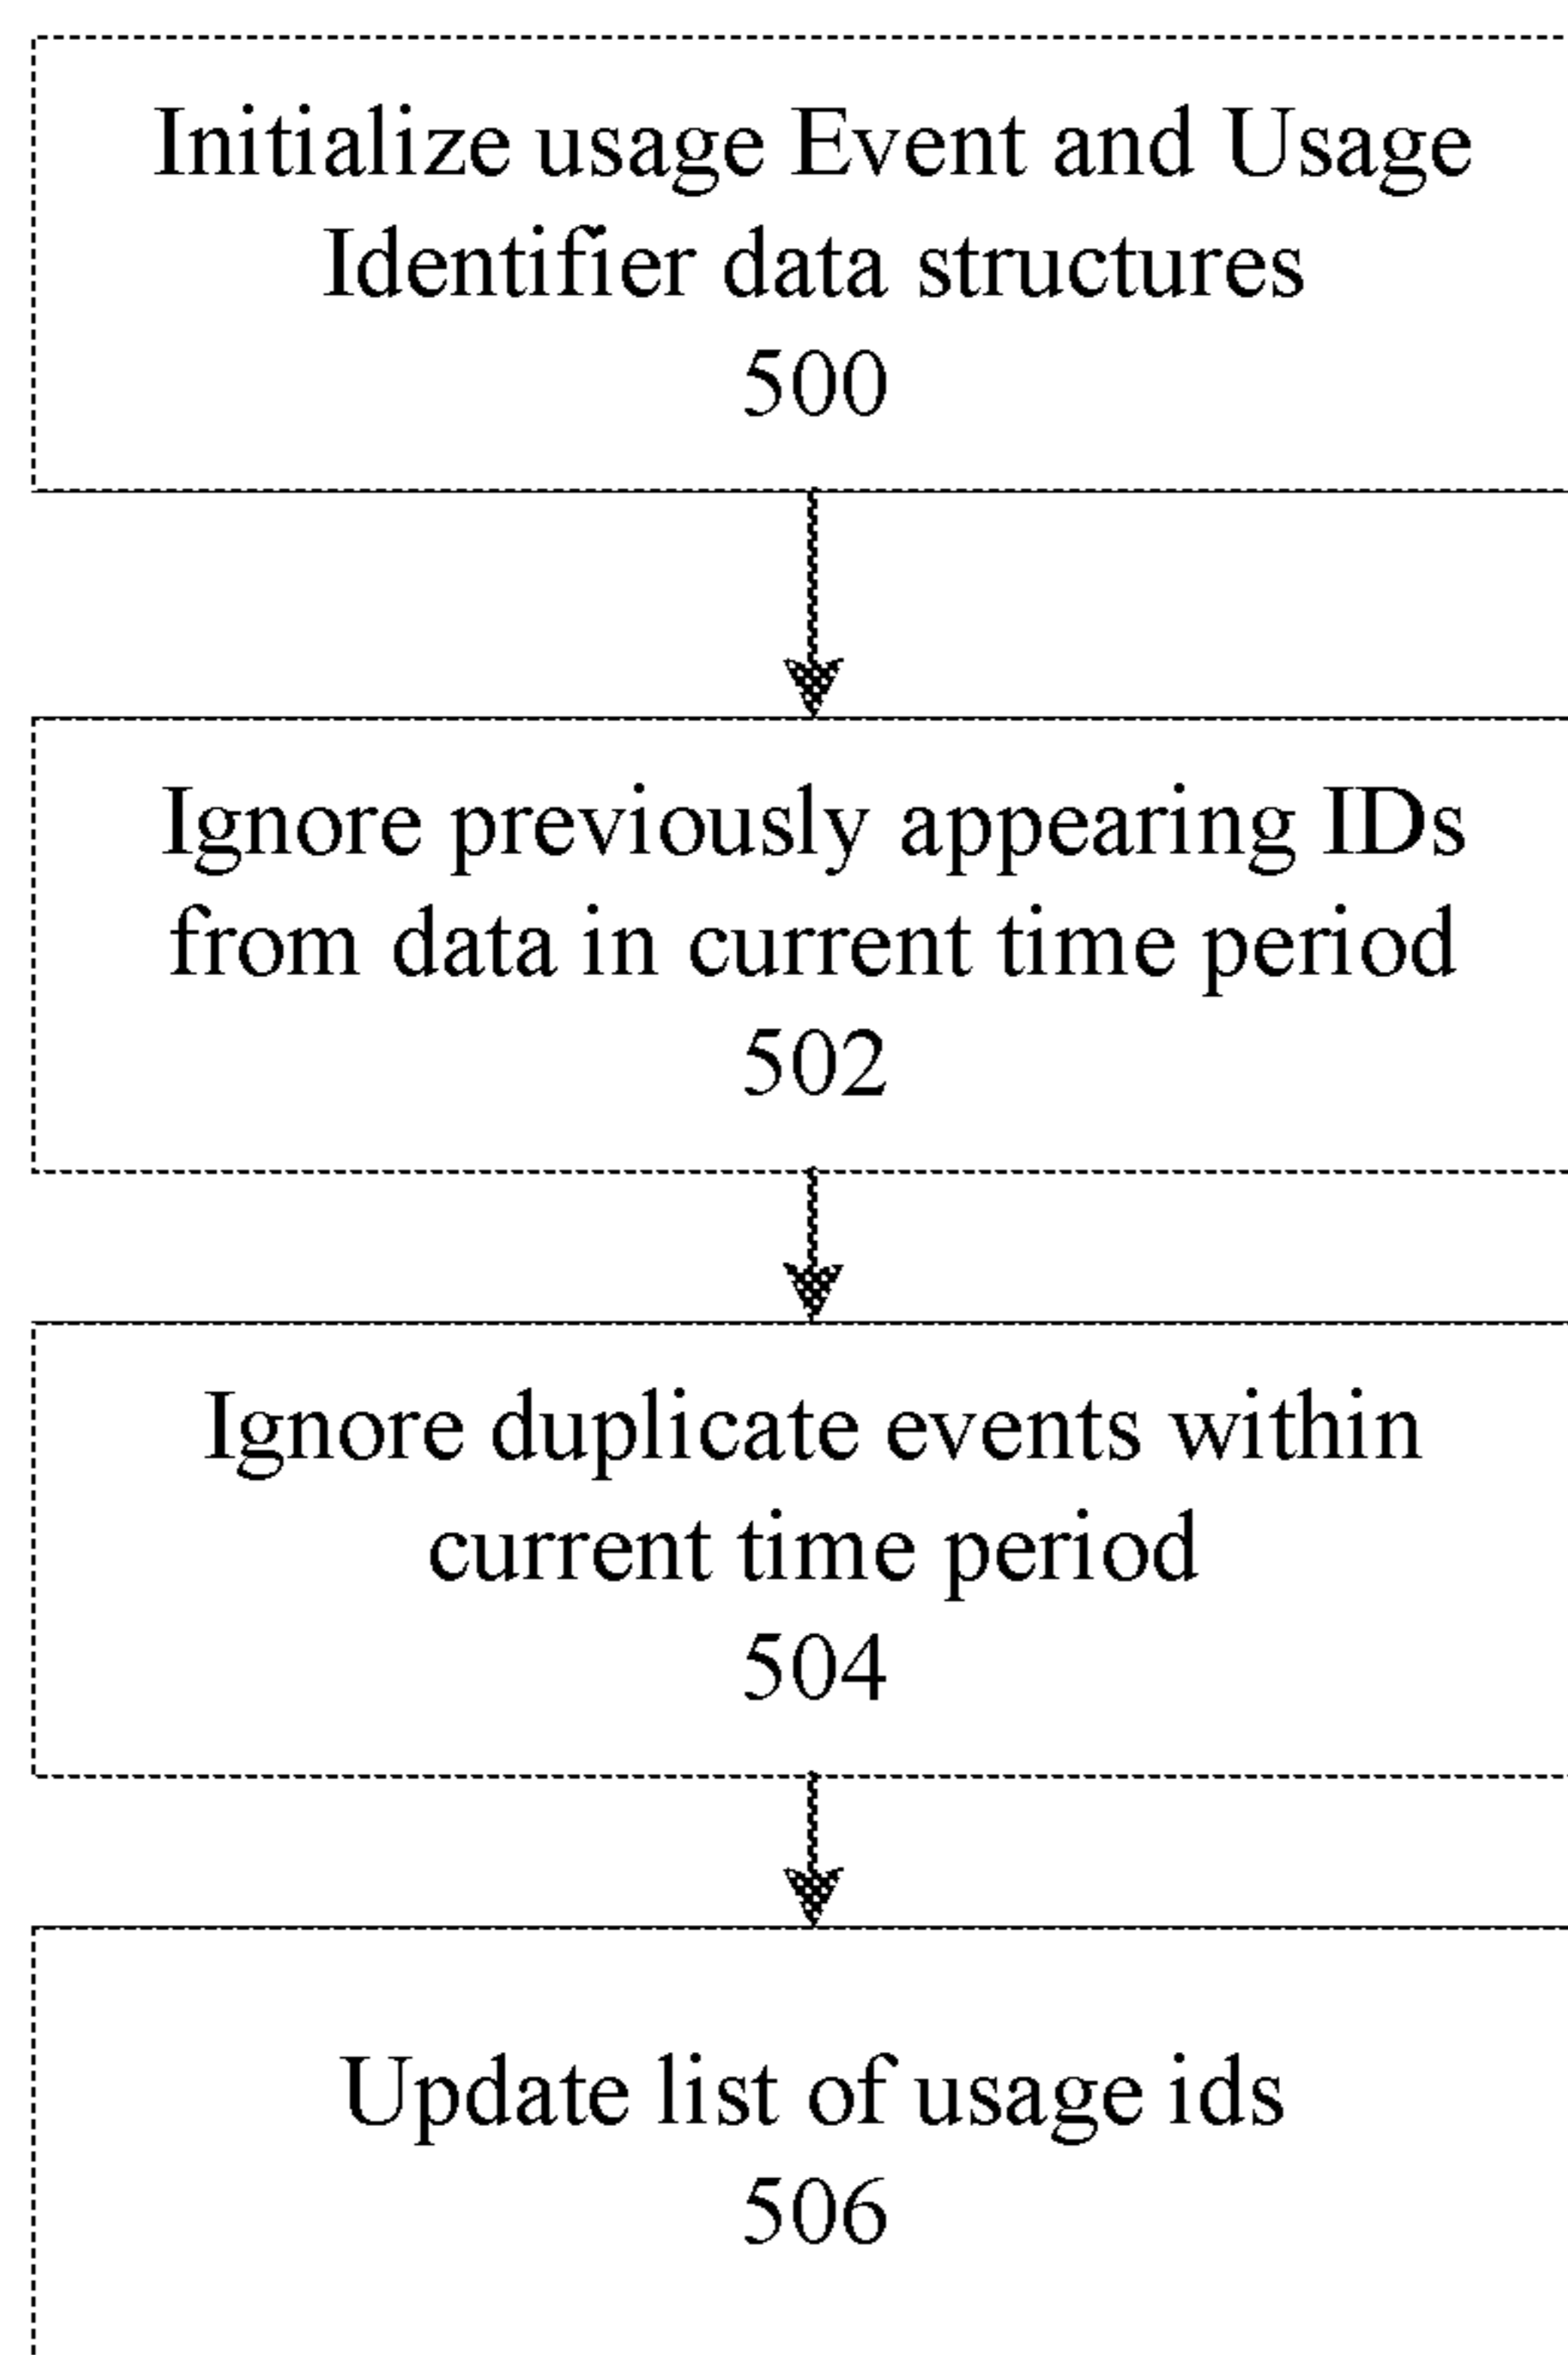 Initialize usage Event and Usage
Identifier data structures
500
Ignore previously appearing IDs
from data in current time period
502
Ignore duplicate events within
current time period
504
Update list of usage ids
506